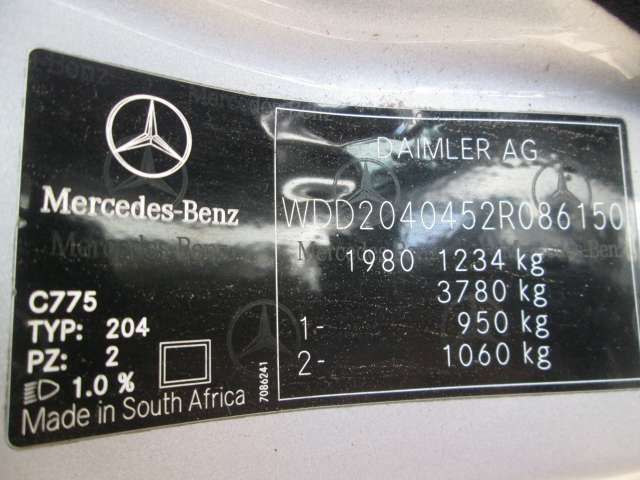 Mercedes-Benz
C775
TYP: 204
PZ: 2
1.0 %
Made in South Africa
7086241
DAIMLER AG
WDD2040452R086150
1980 1234 kg
3780 kg
1- 950 kg
2- 1060 kg